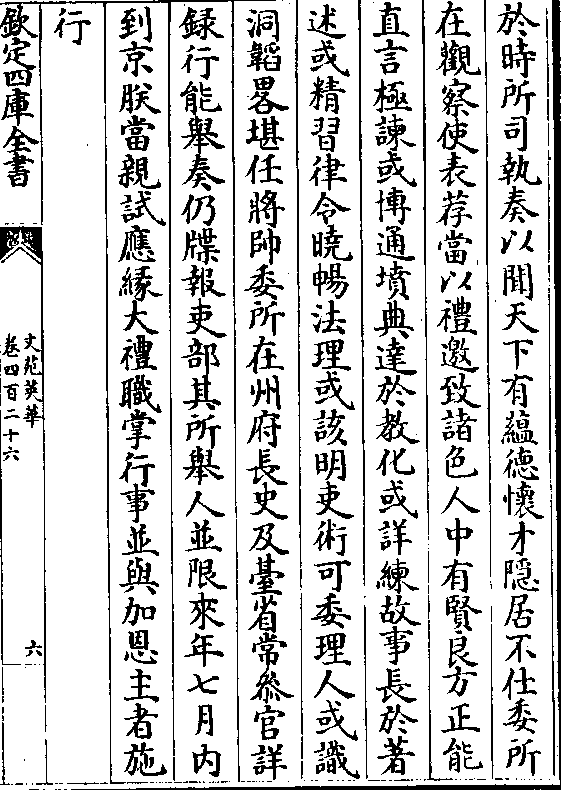 於時所司執奏以聞天下有藴德懷才隠居不仕委所
在觀察使表荐當以禮邀致諸色人中有賢良方正能
直言極諫或博通墳典達於教化或詳練故事長於著
述或精習律令曉暢法理或該明吏術可委理人或識
洞韜畧堪任將帥委所在州府長史及臺省常叅官詳
録行能舉奏仍牒報吏部其所舉人並限來年七月内
到京朕當親試應緣大禮職掌行事並與加恩主者施
行
欽定四庫全書
文苑英華
卷四百二十六
六